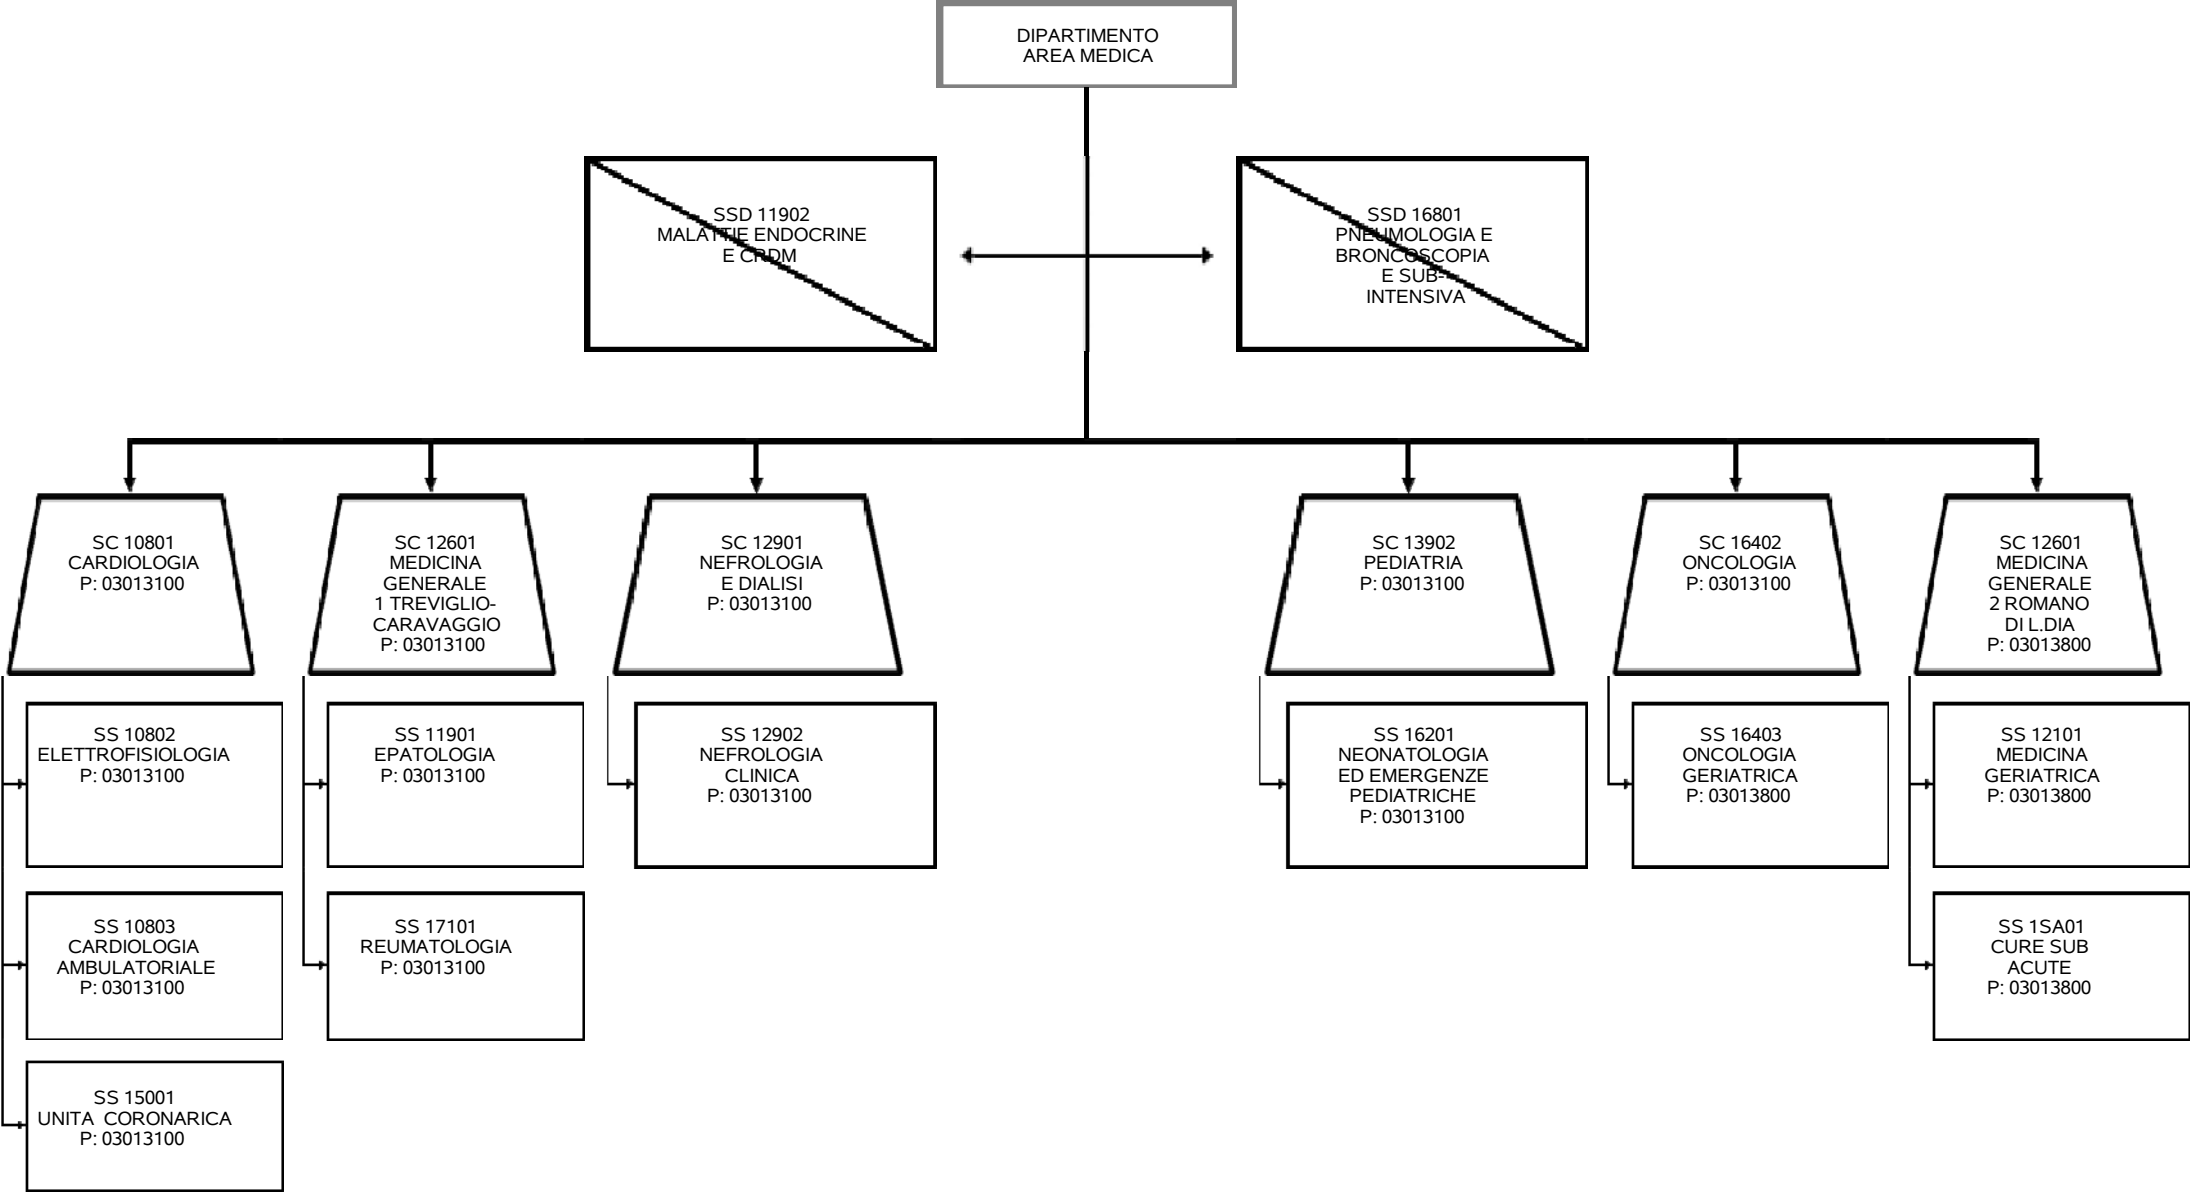 DIPARTIMENTO
AREA MEDICA
SSD 11902
MALATTIE ENDOCRINE
E CRDM
SSD 16801
PNEUMOLOGIA E
BRONCOSCOPIA
E SUB-
INTENSIVA
SC 10801
CARDIOLOGIA
P: 03013100
SC 12601
MEDICINA
GENERALE
1 TREVIGLIO-
CARAVAGGIO
P: 03013100
SC 12901
NEFROLOGIA
E DIALISI
P: 03013100
SC 13902
PEDIATRIA
P: 03013100
SC 16402
ONCOLOGIA
P: 03013100
SC 12601
MEDICINA
GENERALE
2 ROMANO
DI L.DIA
P: 03013800
SS 10802
ELETTROFISIOLOGIA
P: 03013100
SS 11901
EPATOLOGIA
P: 03013100
SS 12902
NEFROLOGIA
CLINICA
P: 03013100
SS 16201
NEONATOLOGIA
ED EMERGENZE
PEDIATRICHE
P: 03013100
SS 16403
ONCOLOGIA
GERIATRICA
P: 03013800
SS 12101
MEDICINA
GERIATRICA
P: 03013800
SS 10803
CARDIOLOGIA
AMBULATORIALE
P: 03013100
SS 17101
REUMATOLOGIA
P: 03013100
SS 1SA01
CURE SUB
ACUTE
P: 03013800
SS 15001
UNITA  CORONARICA
P: 03013100